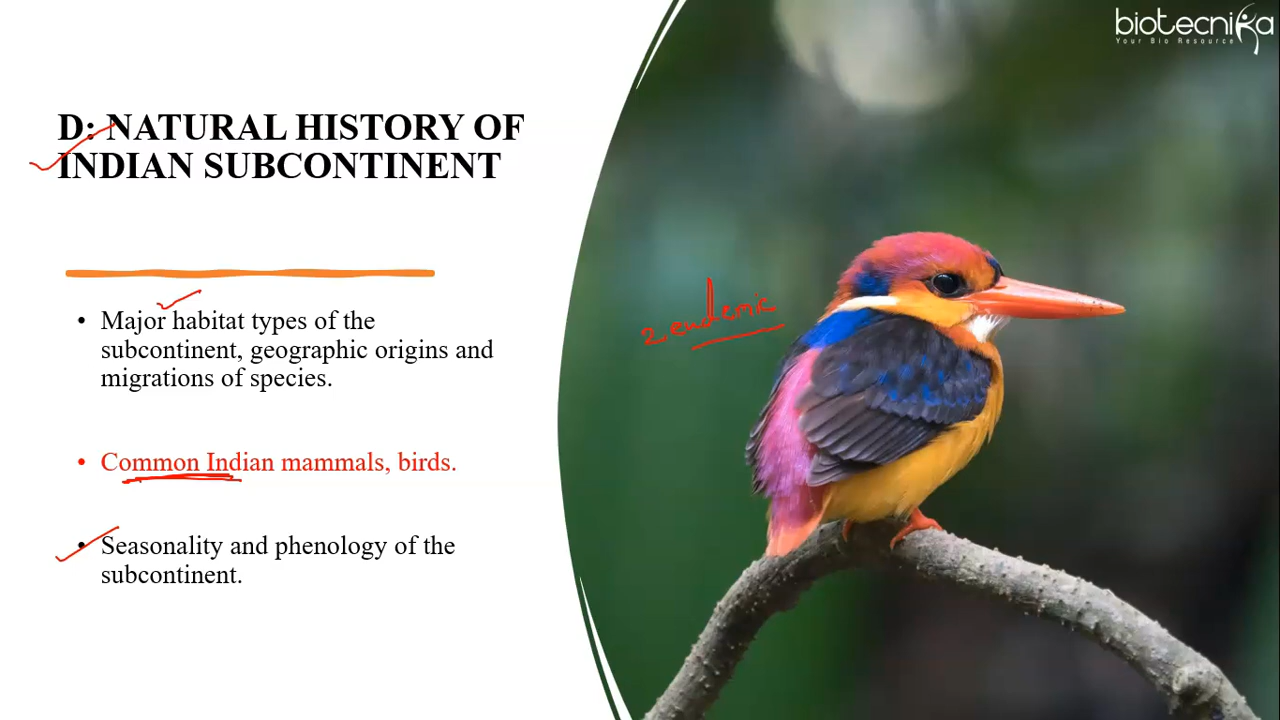 biotecnika
Your Bio Resource
D: NATURAL HISTORY OF
INDIAN SUBCONTINENT
• Major habitat types of the
subcontinent, geographic origins and
migrations of species.
• Common Indian mammals, birds.
• Seasonality and phenology of the
subcontinent.
endemic